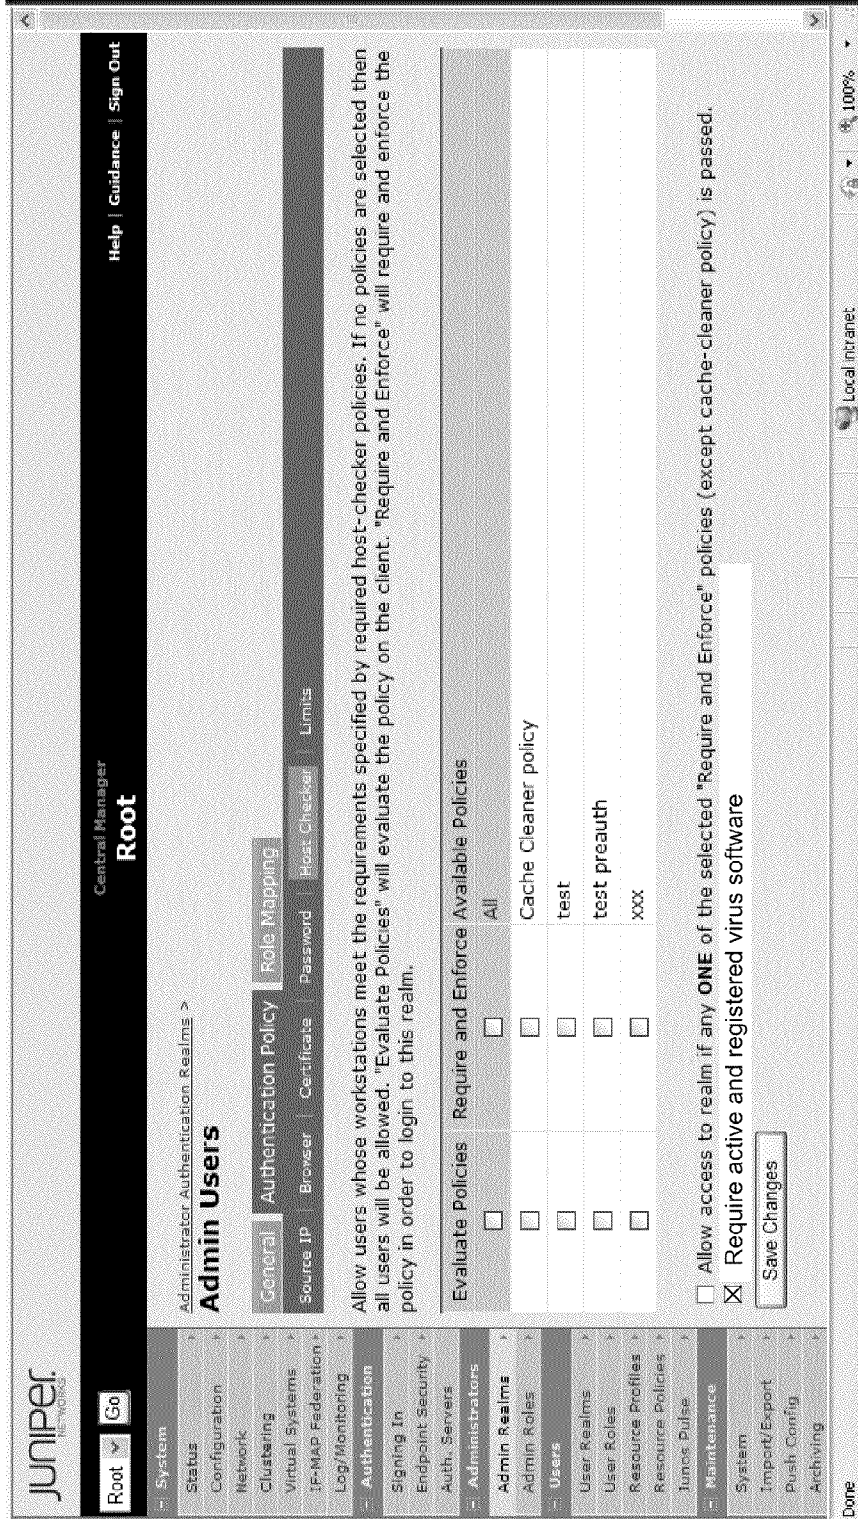 JUNIPER
NETWORKS
Root Go
Central Manager
Root
Help | Guidance | Sign Out
System
Status
Configuration
Network
Clustering
Virtual Systems
IF-MAP Federation
Log/Monitoring
Authentication
Signing In
Endpoint Security
Auth. Servers
Administrators
Admin Realms
Admin Roles
Users
User Realms
User Roles
Resource Profiles
Resource Policies
Junos Pulse
Maintenance
System
Import/Export
Push Config
Archiving
Administrator Authentication Realms >
Admin Users
General Authentication Policy Role Mapping
Source IP | Browser | Certificate | Password | Host Checker | Limits
Allow users whose workstations meet the requirements specified by required host-checker policies. If no policies are selected then
all users will be allowed. "Evaluate Policies" will evaluate the policy on the client. "Require and Enforce" will require and enforce the
policy in order to login to this realm.
Evaluate Policies Require and Enforce Available Policies
All
Cache Cleaner policy
test
test preauth
xxx
Allow access to realm if any ONE of the selected "Require and Enforce" policies (except cache-cleaner policy) is passed.
Require active and registered virus software
Save Changes
Done Local intranet 100%